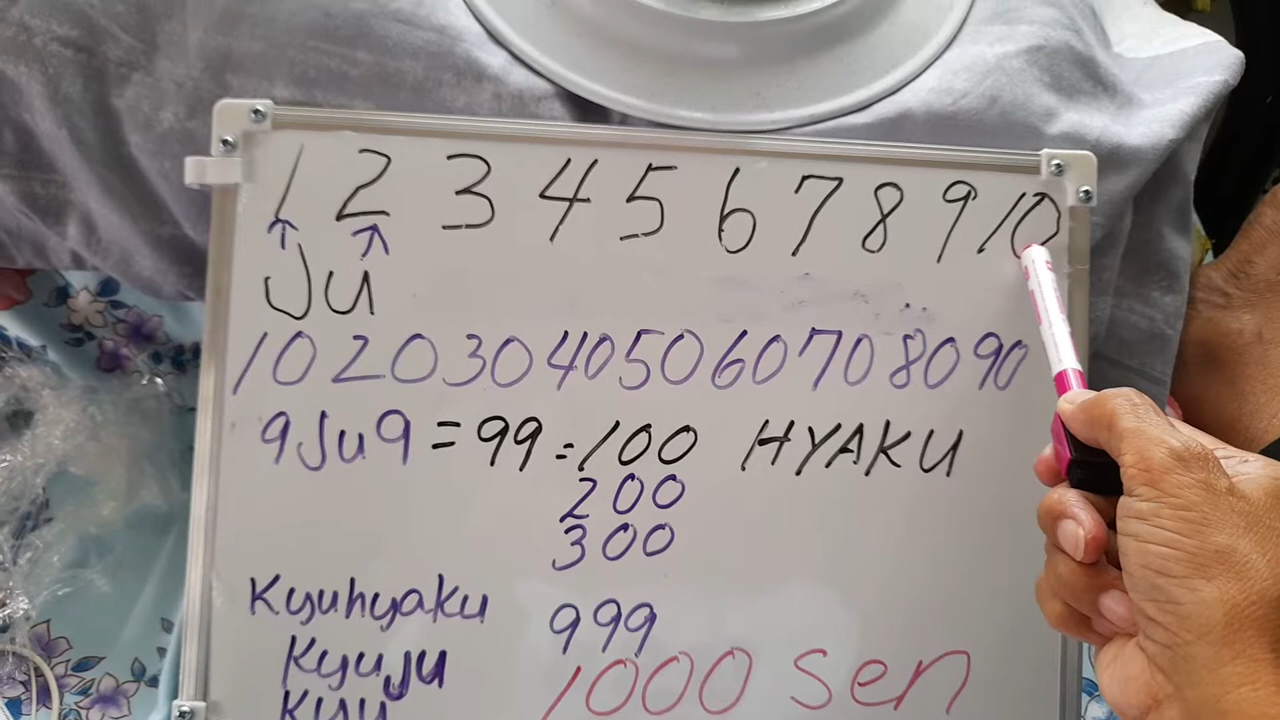 1 2 3 4 5 6 7 8 9 10
Ju
10 20 30 40 50 60 70 80 90
9Ju9 = 99 = 100 HYAKU
200
300
Kyuhyaku 999
Kyuju 1000 Sen
Kyu